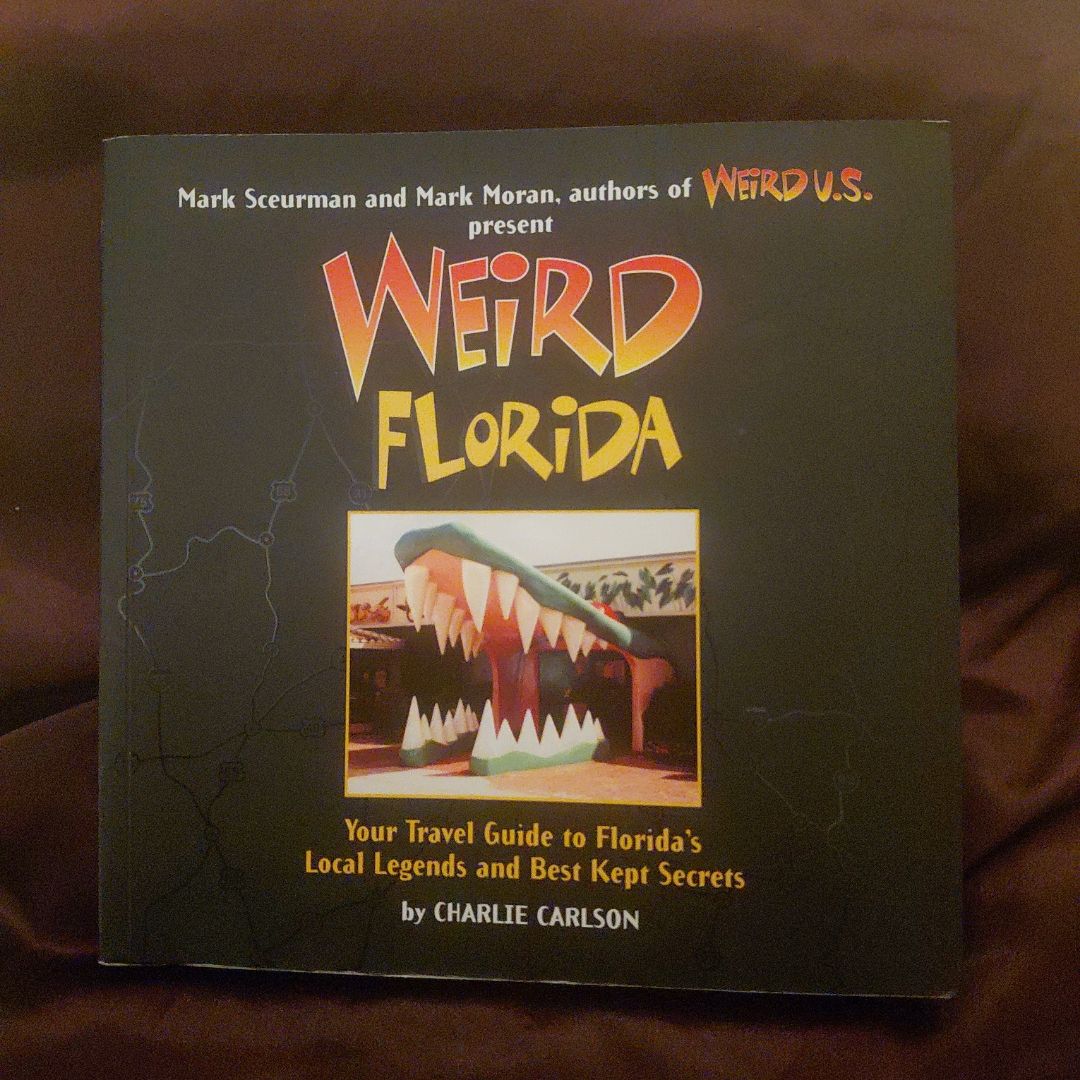 Mark Sceurman and Mark Moran, authors of WEiRD U.S.
present
WEiRD
FLORiDA
Your Travel Guide to Florida's
Local Legends and Best Kept Secrets
by CHARLIE CARLSON